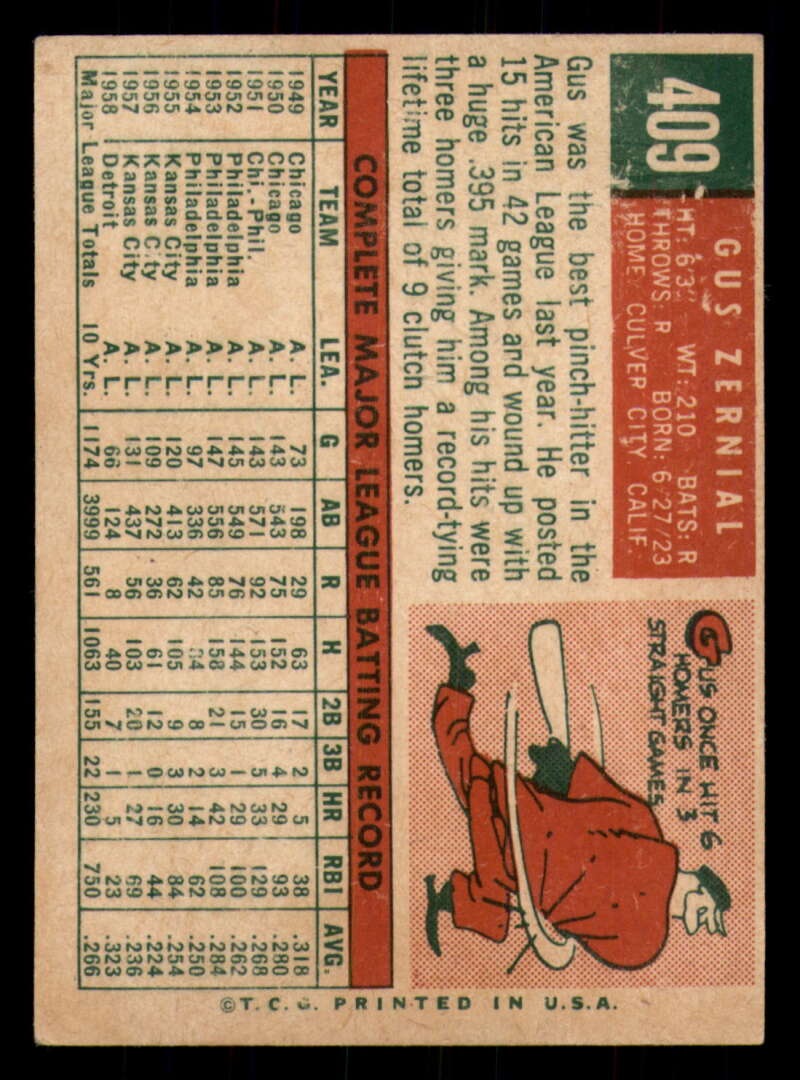 409
GUS ZERNIAL
HT: 6'3" WT: 210 BATS: R
THROWS: R BORN: 6/27/23
HOME: CULVER CITY, CALIF.
Gus was the best pinch-hitter in the
American League last year. He posted
15 hits in 42 games and wound up with
a huge .395 mark. Among his hits were
three homers giving him a record-tying
lifetime total of 9 clutch homers.
GUS ONCE HIT 6
HOMERS IN 3
STRAIGHT GAMES
COMPLETE MAJOR LEAGUE BATTING RECORD
YEAR TEAM LEA. G AB R H 2B 3B HR RBI AVG.
1949 Chicago A. L. 73 198 29 63 17 2 5 38 .318
1950 Chicago A. L. 143 543 75 152 16 4 29 93 .280
1951 Chi.-Phil. A. L. 143 571 92 153 30 5 33 129 .268
1952 Philadelphia A. L. 145 549 76 144 15 1 29 100 .262
1953 Philadelphia A. L. 147 556 85 158 21 3 42 108 .284
1954 Philadelphia A. L. 97 336 42 84 8 2 14 62 .250
1955 Kansas City A. L. 120 413 62 105 9 3 30 84 .254
1956 Kansas City A. L. 109 272 36 61 12 0 16 44 .224
1957 Kansas City A. L. 131 437 56 103 20 1 27 69 .236
1958 Detroit A. L. 66 124 8 40 7 1 5 23 .323
Major League Totals 10 Yrs. 1174 3999 561 1063 155 22 230 750 .266
© T. C. G. PRINTED IN U.S.A.